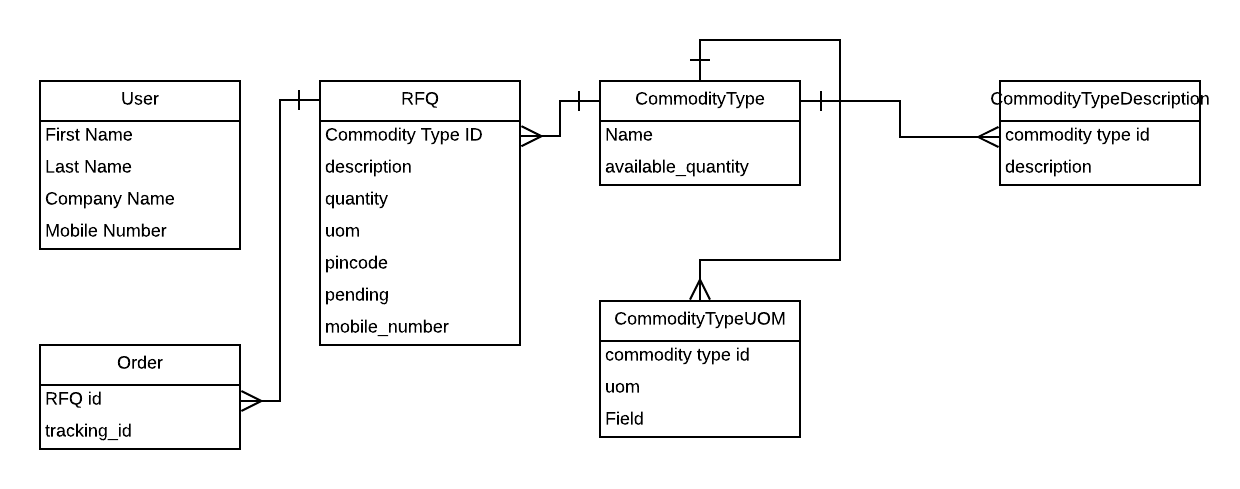 User
First Name
Last Name
Company Name
Mobile Number
RFQ
Commodity Type ID
description
quantity
uom
pincode
pending
mobile_number
CommodityType
Name
available_quantity
CommodityTypeDescription
commodity type id
description
Order
RFQ id
tracking_id
CommodityTypeUOM
commodity type id
uom
Field